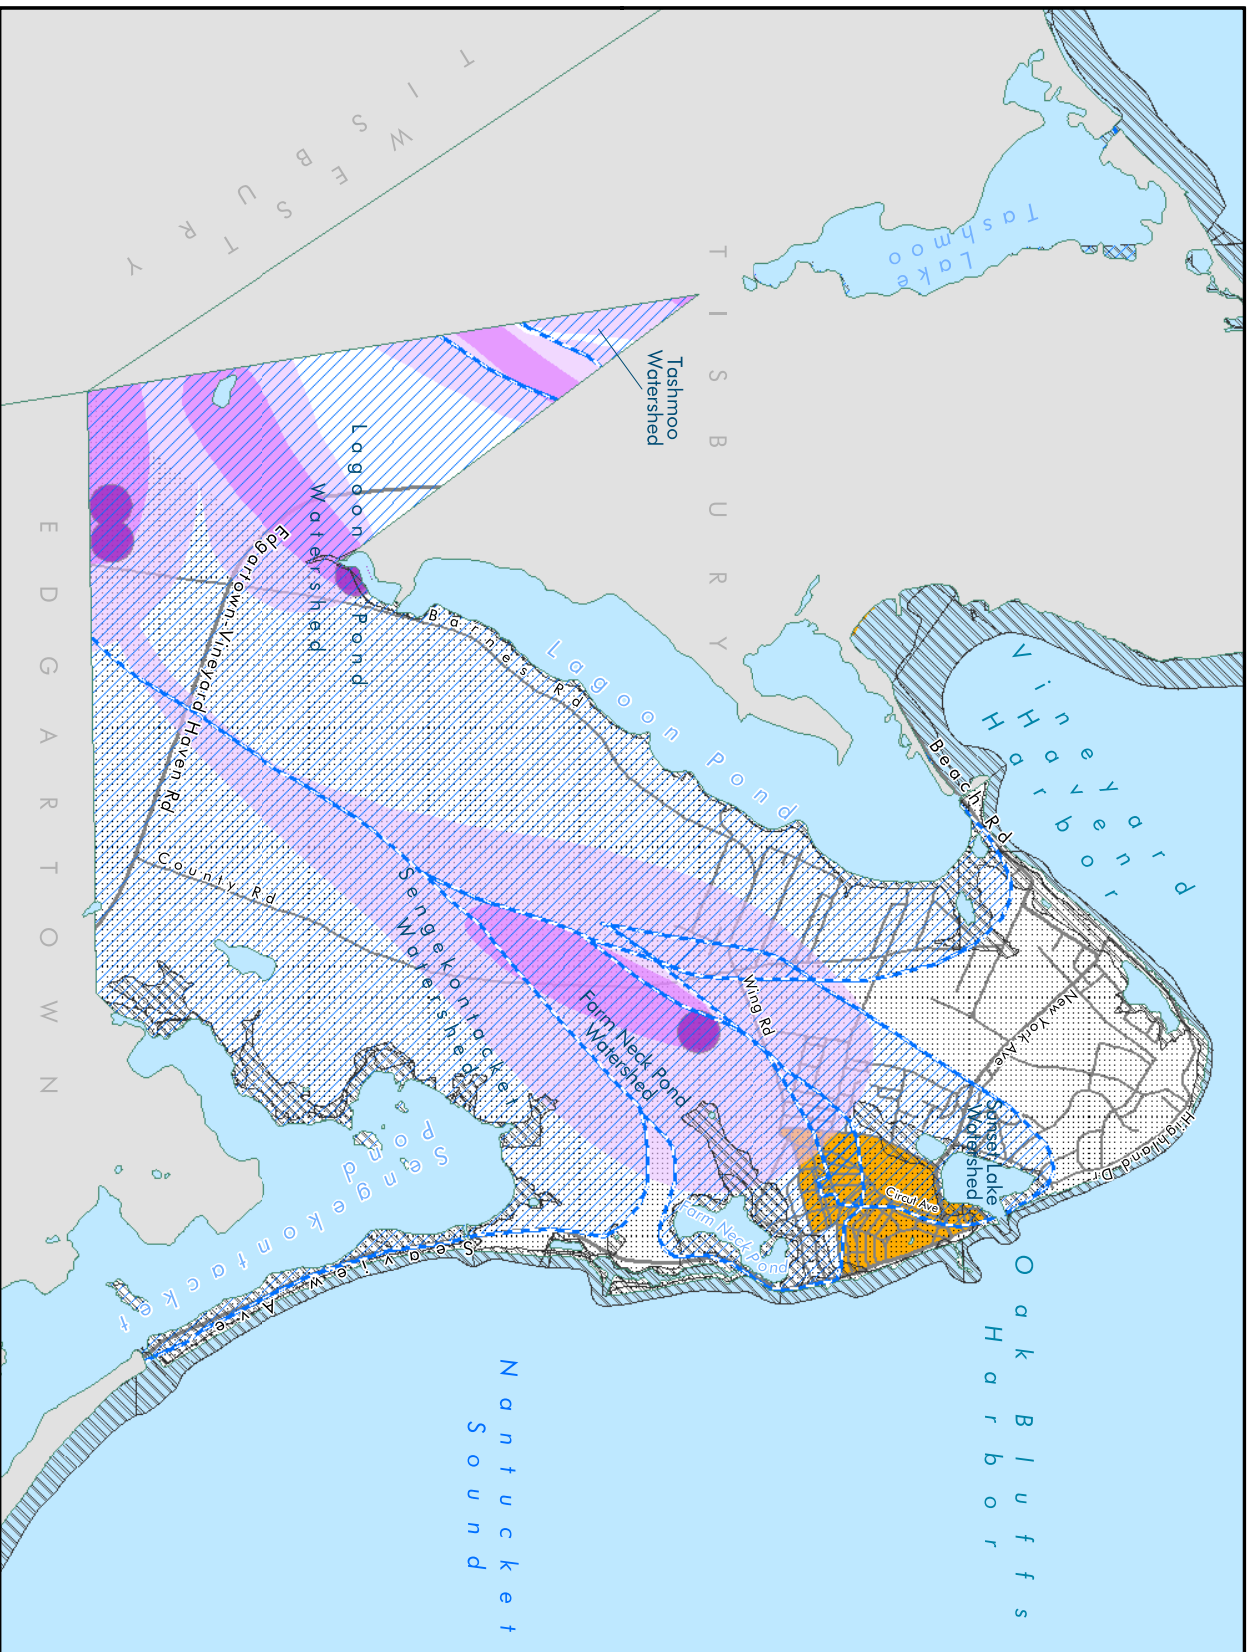 WEST TISBURY
TISBURY
EDGARTOWN
Lake
Tashmoo
Tashmoo
Watershed
Lagoon Pond
Watershed
Edgartown-Vineyard Haven Rd
Barnes Rd
Lagoon Pond
Vineyard
Haven
Harbor
Beach Rd
County Rd
Sengekontacket
Watershed
Farm Neck Pond
Watershed
Wing Rd
New York Ave
Highland Dr
Sunset Lake
Watershed
Circuit Ave
Farm Neck Pond
Sengekontacket
Pond
Seaview Ave
Oak Bluffs
Harbor
Nantucket
Sound